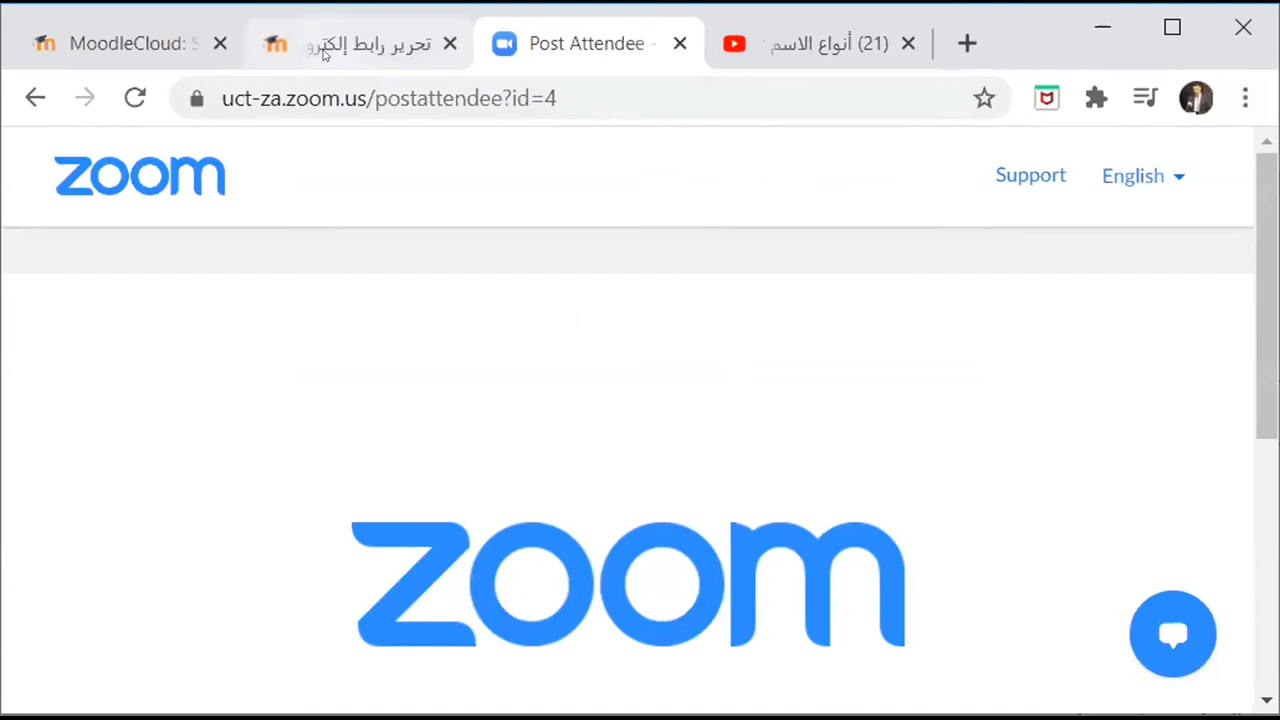 MoodleCloud:
تحرير رابط إلكترو
Post Attendee -
(21) أنواع الاسم
uct-za.zoom.us/postattendee?id=4
zoom
Support
English
zoom